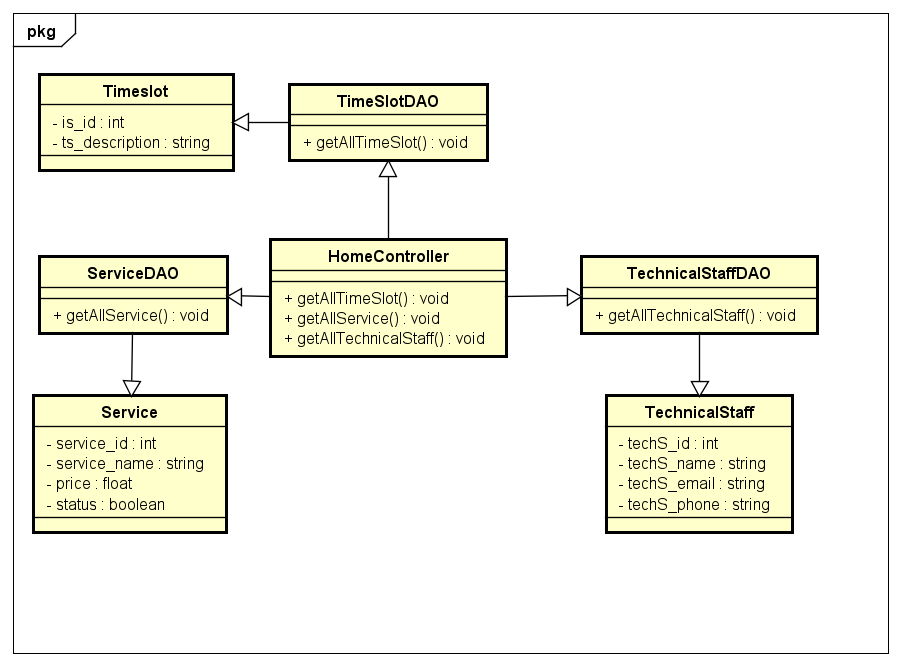 pkg
Timeslot
- is_id : int
- ts_description : string
TimeSlotDAO
+ getAllTimeSlot() : void
ServiceDAO
+ getAllService() : void
HomeController
+ getAllTimeSlot() : void
+ getAllService() : void
+ getAllTechnicalStaff() : void
TechnicalStaffDAO
+ getAllTechnicalStaff() : void
Service
- service_id : int
- service_name : string
- price : float
- status : boolean
TechnicalStaff
- techS_id : int
- techS_name : string
- techS_email : string
- techS_phone : string